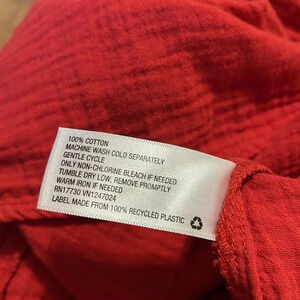 100% COTTON
MACHINE WASH COLD SEPARATELY
GENTLE CYCLE
ONLY NON-CHLORINE BLEACH IF NEEDED
TUMBLE DRY LOW, REMOVE PROMPTLY
WARM IRON IF NEEDED
RN17730 VN1247024
LABEL MADE FROM 100% RECYCLED PLASTIC